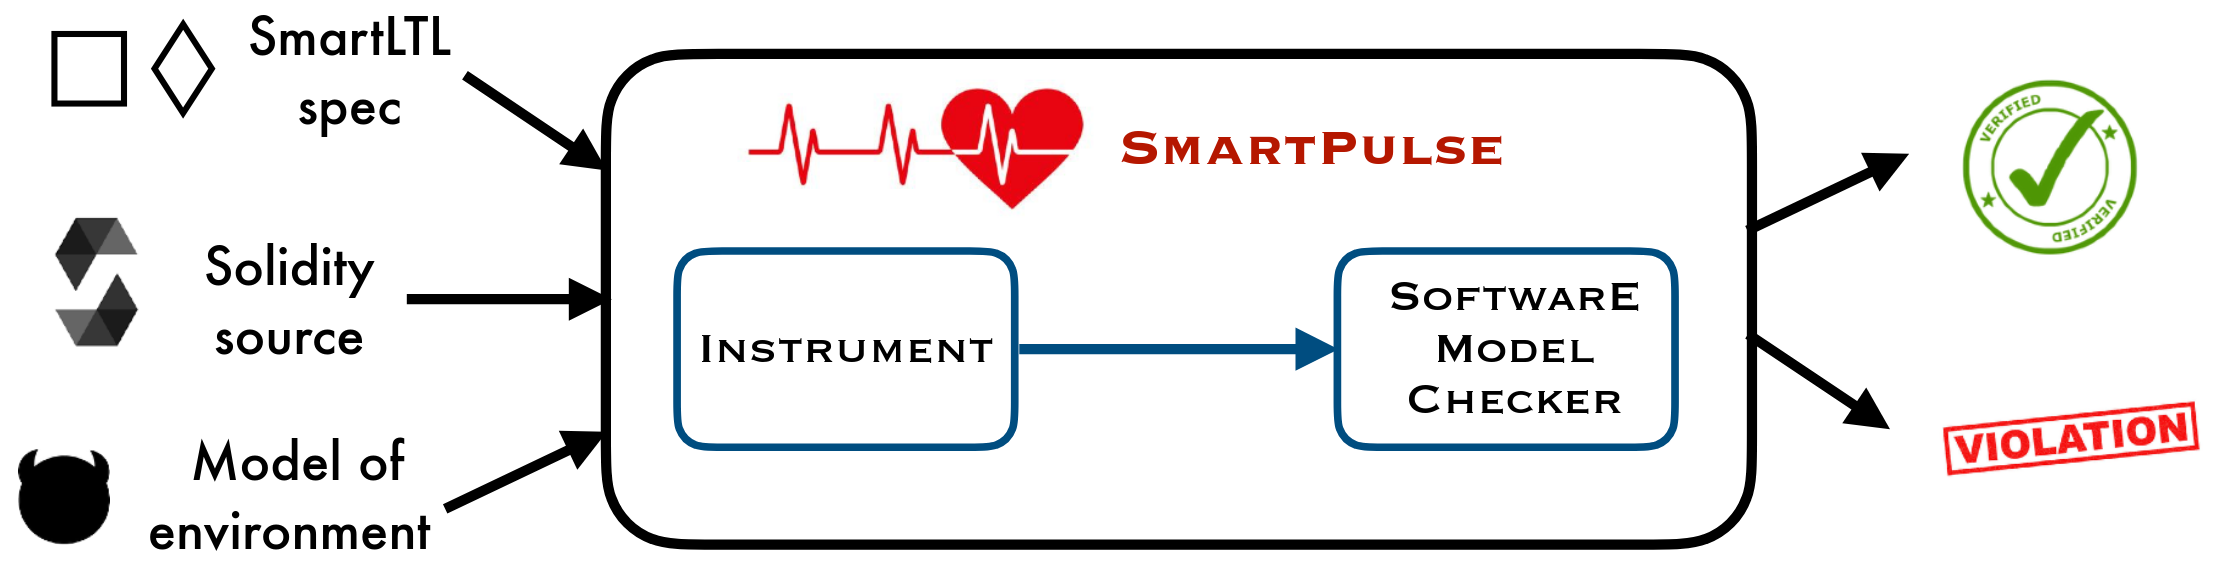 SmartLTL
spec
Solidity
source
Model of
environment
SMARTPULSE
INSTRUMENT
SOFTWARE
MODEL
CHECKER
VERIFIED
VERIFIED
VIOLATION